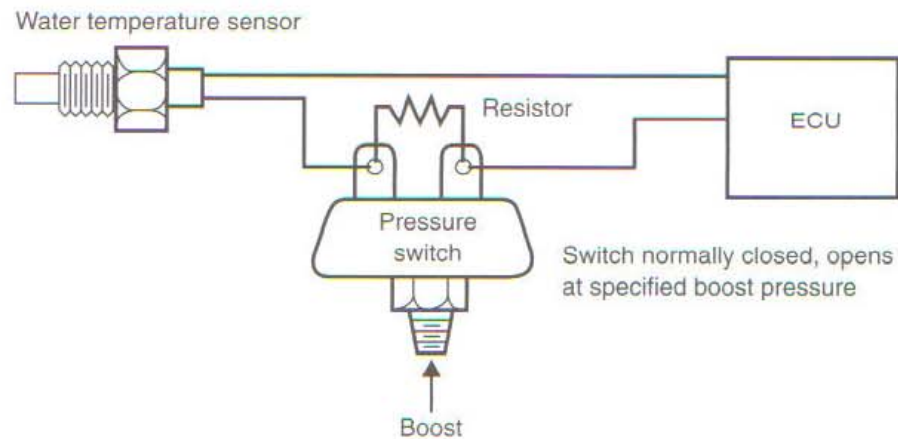 Water temperature sensor
Resistor
ECU
Pressure
switch
Switch normally closed, opens
at specified boost pressure
Boost